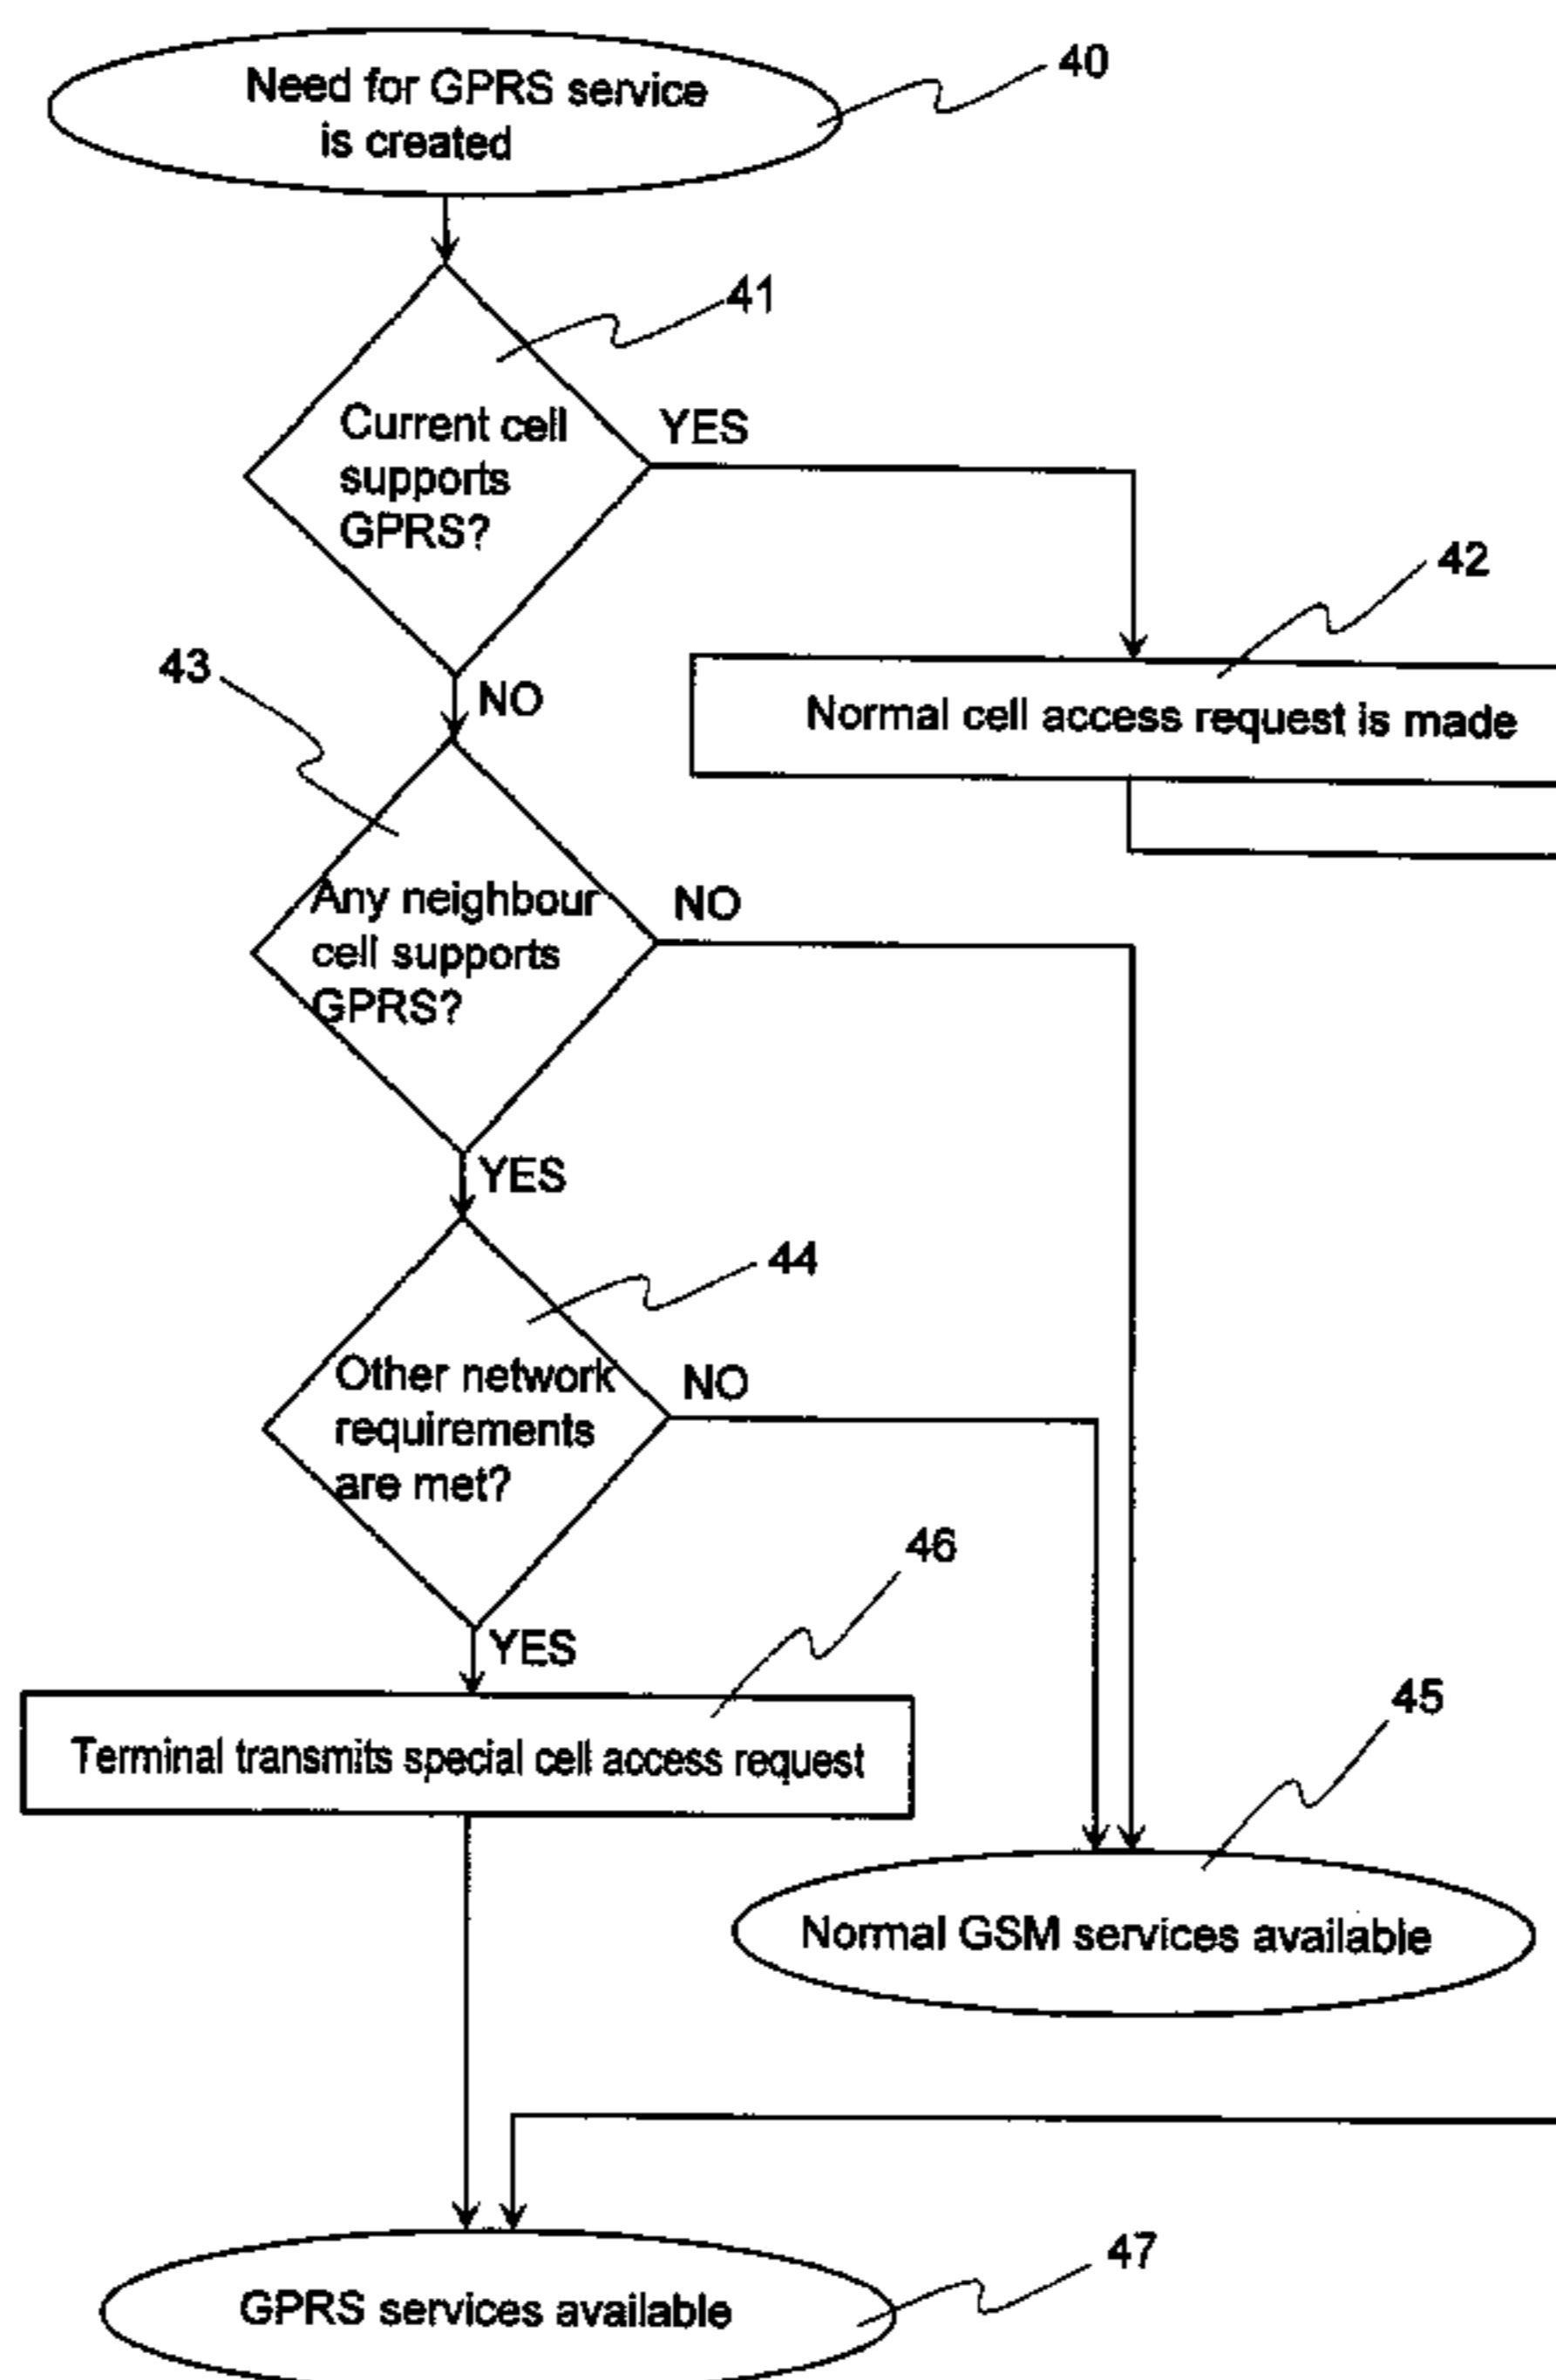 Need for GPRS service
is created
40
41
Current cell
supports
GPRS?
YES
42
Normal cell access request is made
NO
43
Any neighbour
cell supports
GPRS?
NO
YES
44
Other network
requirements
are met?
NO
YES
46
Terminal transmits special cell access request
45
Normal GSM services available
47
GPRS services available